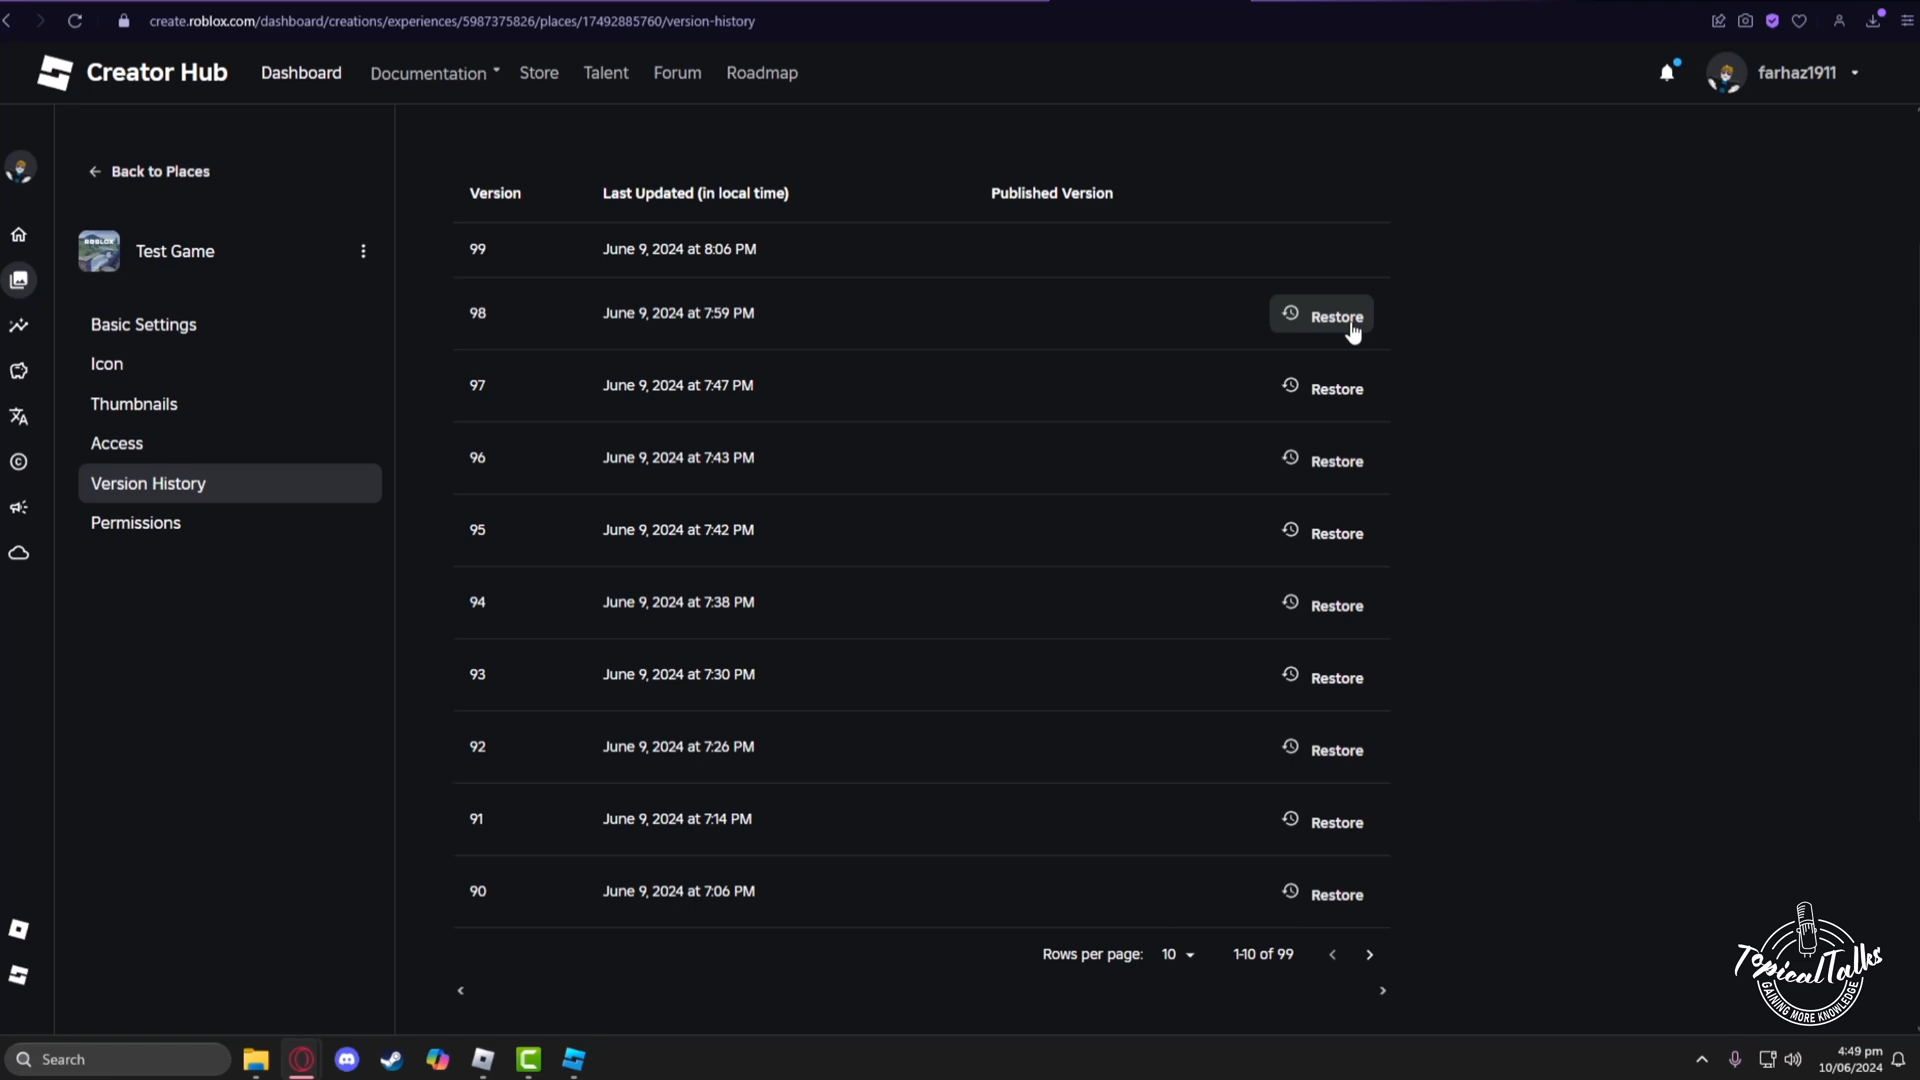 create.roblox.com/dashboard/creations/experiences/5987375826/places/17492885760/version-history
Creator Hub
Dashboard
Documentation
Store
Talent
Forum
Roadmap
farhaz1911
Back to Places
ROBLOX
Test Game
Basic Settings
Icon
Thumbnails
Access
Version History
Permissions
Version Last Updated (in local time) Published Version
99 June 9, 2024 at 8:06 PM
98 June 9, 2024 at 7:59 PM Restore
97 June 9, 2024 at 7:47 PM Restore
96 June 9, 2024 at 7:43 PM Restore
95 June 9, 2024 at 7:42 PM Restore
94 June 9, 2024 at 7:38 PM Restore
93 June 9, 2024 at 7:30 PM Restore
92 June 9, 2024 at 7:26 PM Restore
91 June 9, 2024 at 7:14 PM Restore
90 June 9, 2024 at 7:06 PM Restore
Rows per page: 10 1-10 of 99
TopicalTalks
GAINING MORE KNOWLEDGE
Search
4:49 pm
10/06/2024